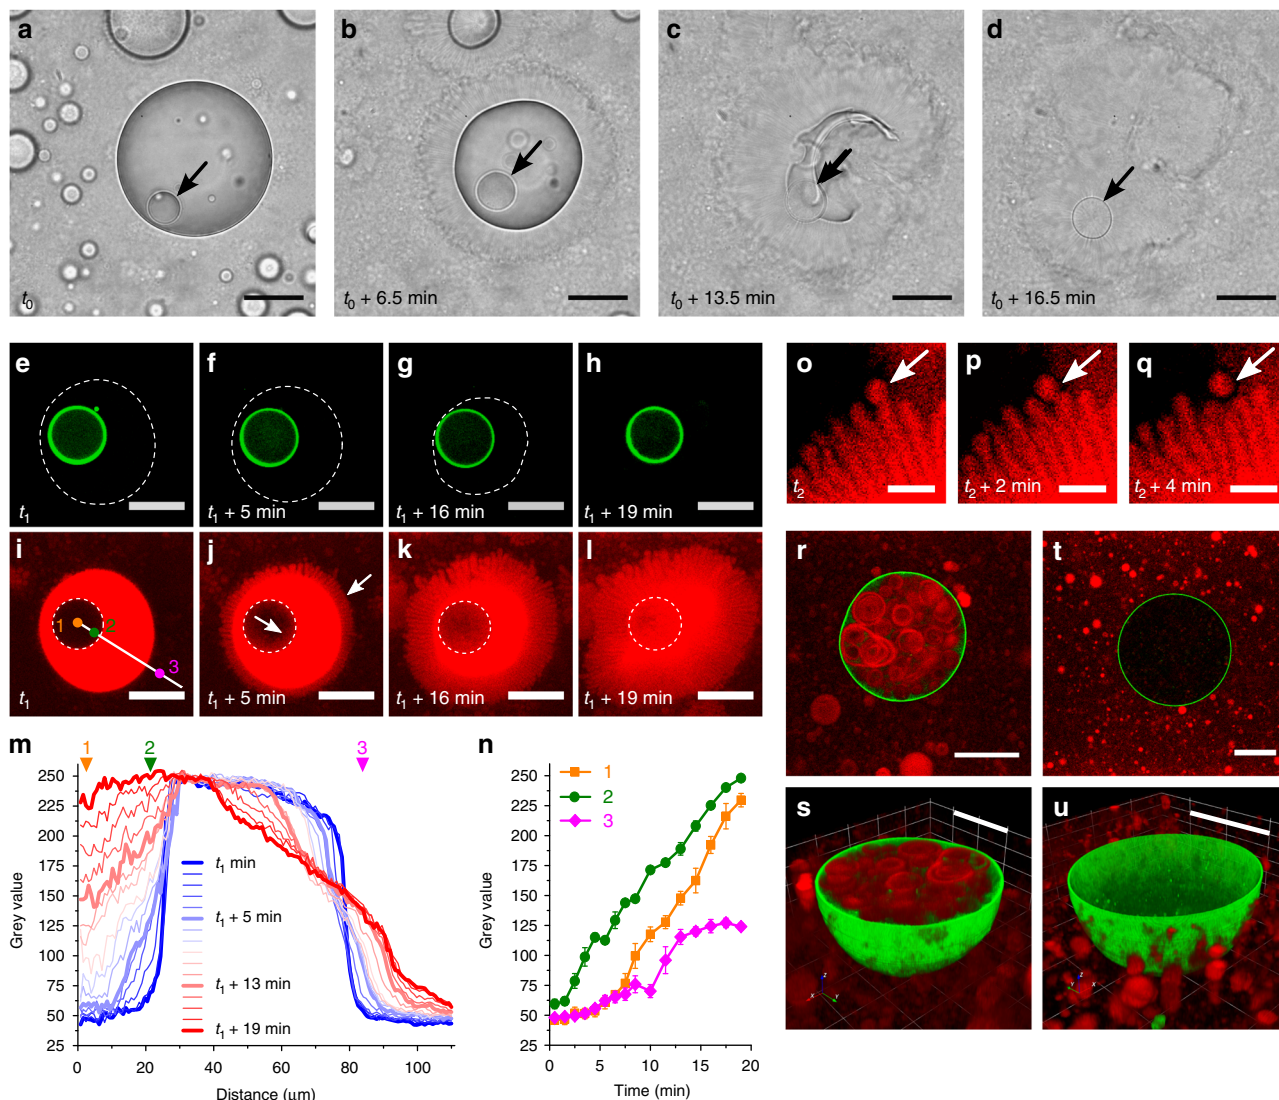 a b c d
t0 t0 + 6.5 min t0 + 13.5 min t0 + 16.5 min
e f g h
t1 t1 + 5 min t1 + 16 min t1 + 19 min
o p q
t2 t2 + 2 min t2 + 4 min
i j k l
1 2 3
t1 t1 + 5 min t1 + 16 min t1 + 19 min
r t
s u
z x y
z y x
m
1 2 3
Grey value
250
225
200
175
150
125
100
75
50
25
t1 min
t1 + 5 min
t1 + 13 min
t1 + 19 min
0 20 40 60 80 100
Distance (μm)
n
1
2
3
Grey value
250
225
200
175
150
125
100
75
50
25
0 5 10 15 20
Time (min)